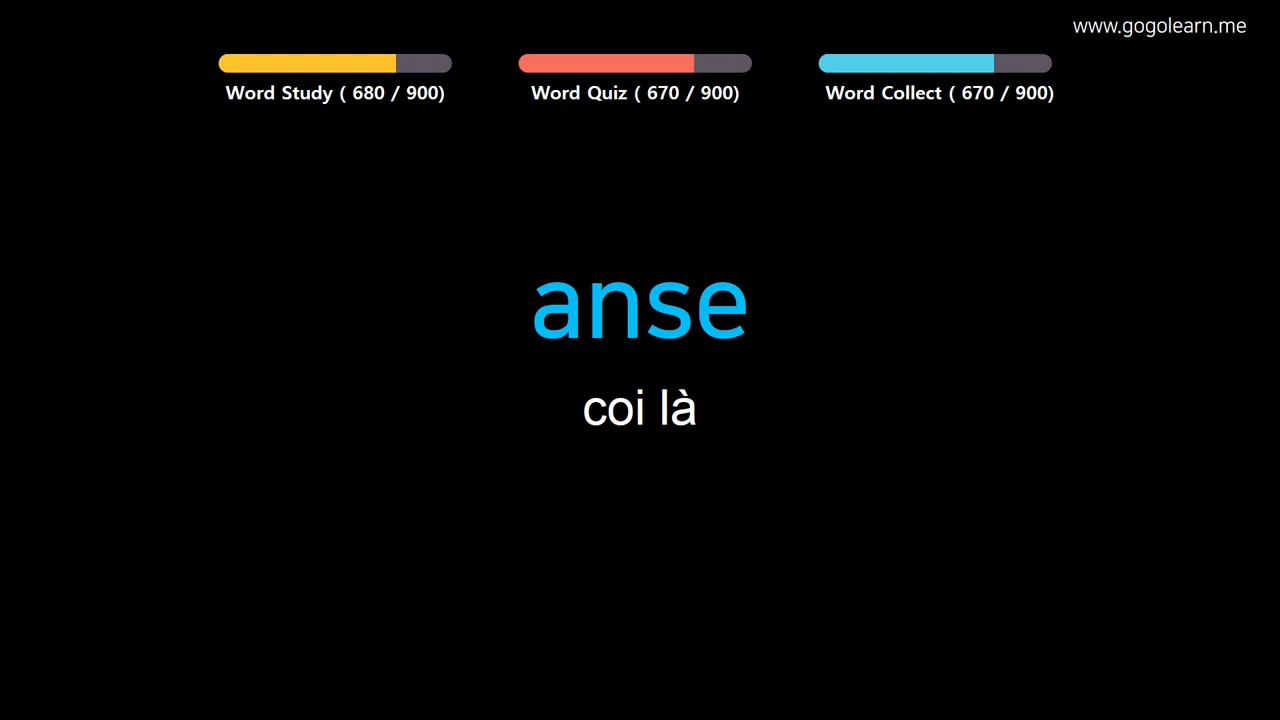 www.gogolearn.me
Word Study ( 680 / 900)
Word Quiz ( 670 / 900)
Word Collect ( 670 / 900)
anse
coi là